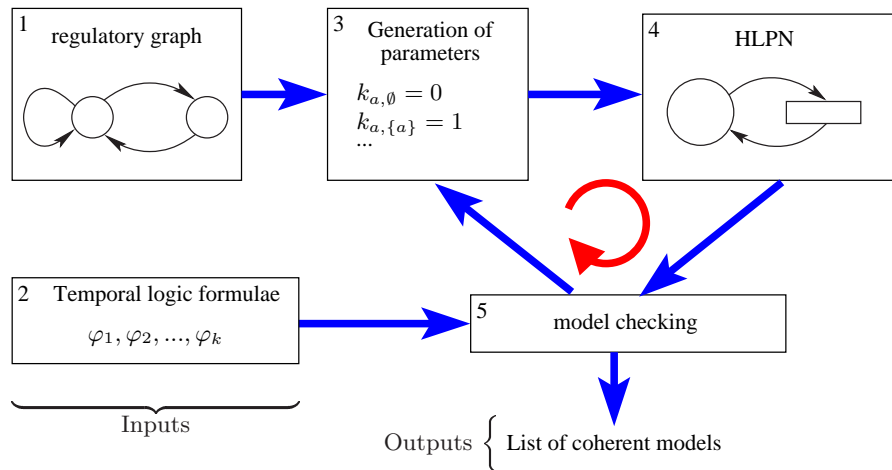 1
regulatory graph
3
Generation of
parameters
k_{a,∅} = 0
k_{a,{a}} = 1
...
4
HLPN
2
Temporal logic formulae
φ₁, φ₂, ..., φₖ
5
model checking
Inputs
Outputs { List of coherent models